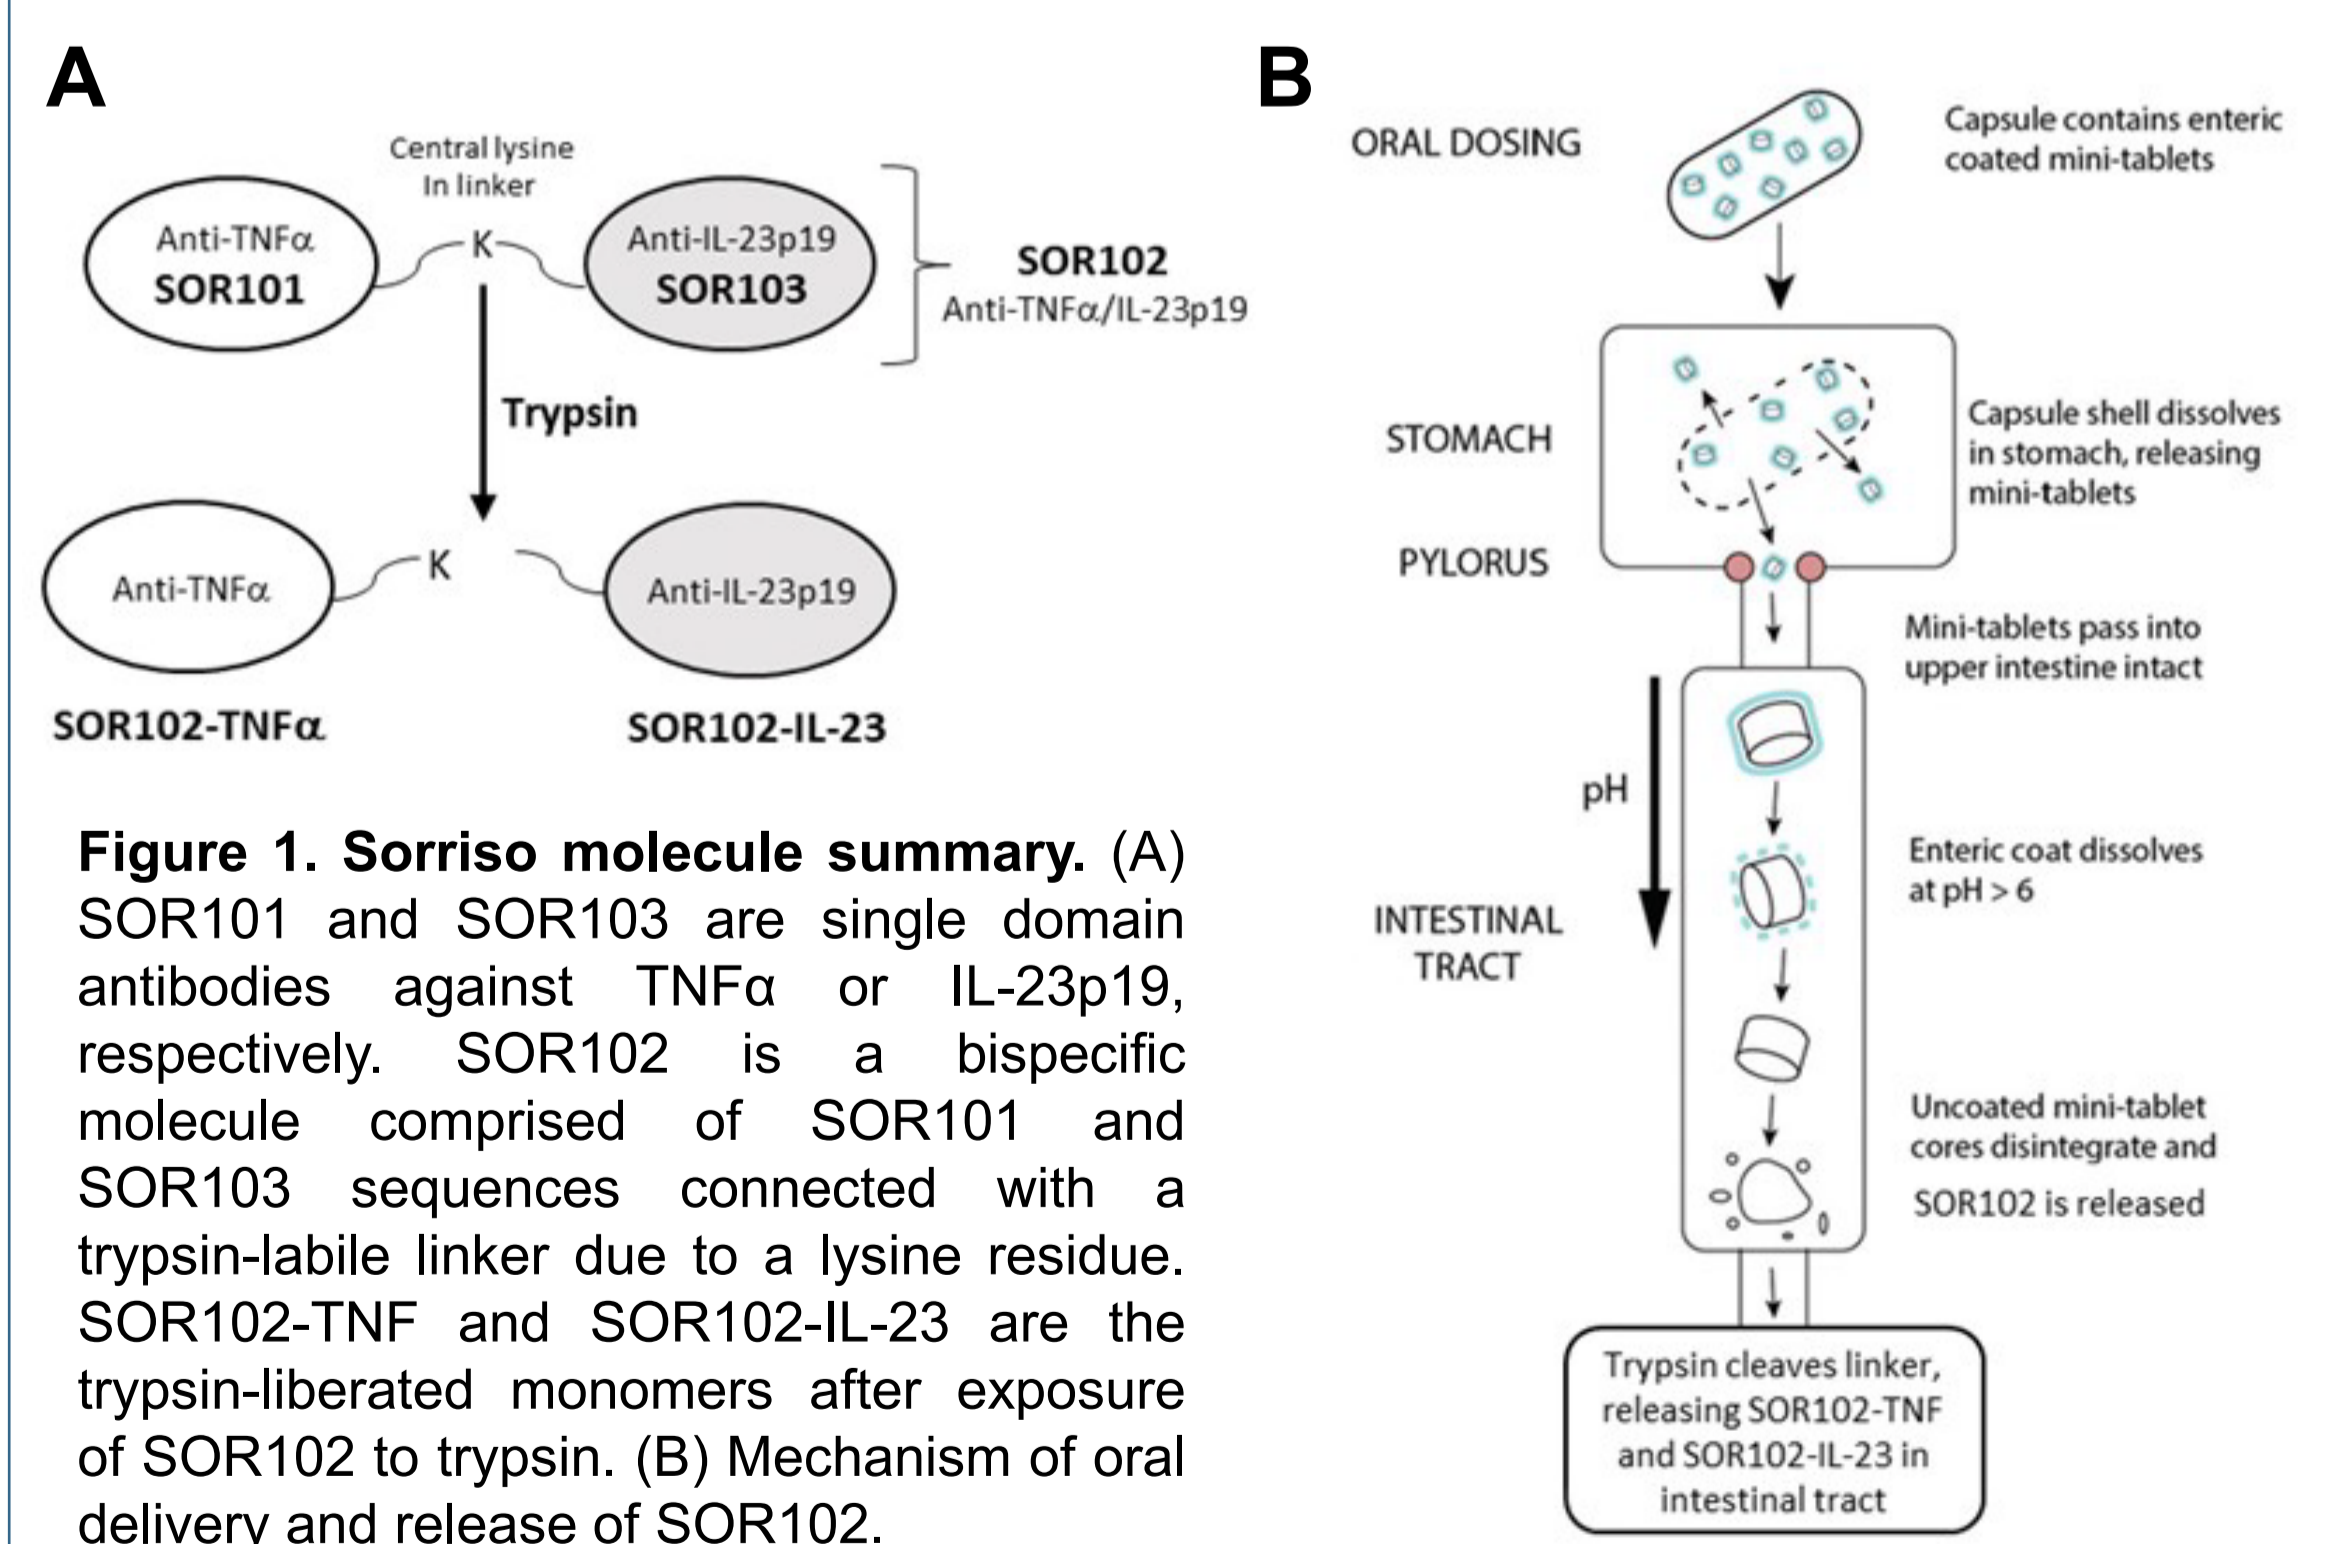 A
Central lysine
In linker
Anti-TNFα
SOR101
K
Anti-IL-23p19
SOR103
SOR102
Anti-TNFα/IL-23p19
Trypsin
Anti-TNFα
K
Anti-IL-23p19
SOR102-TNFα
SOR102-IL-23
Figure 1. Sorriso molecule summary. (A)
SOR101 and SOR103 are single domain
antibodies against TNFα or IL-23p19,
respectively. SOR102 is a bispecific
molecule comprised of SOR101 and
SOR103 sequences connected with a
trypsin-labile linker due to a lysine residue.
SOR102-TNF and SOR102-IL-23 are the
trypsin-liberated monomers after exposure
of SOR102 to trypsin. (B) Mechanism of oral
delivery and release of SOR102.
B
ORAL DOSING
Capsule contains enteric
coated mini-tablets
STOMACH
Capsule shell dissolves
in stomach, releasing
mini-tablets
PYLORUS
Mini-tablets pass into
upper intestine intact
pH
Enteric coat dissolves
at pH > 6
INTESTINAL
TRACT
Uncoated mini-tablet
cores disintegrate and
SOR102 is released
Trypsin cleaves linker,
releasing SOR102-TNF
and SOR102-IL-23 in
intestinal tract